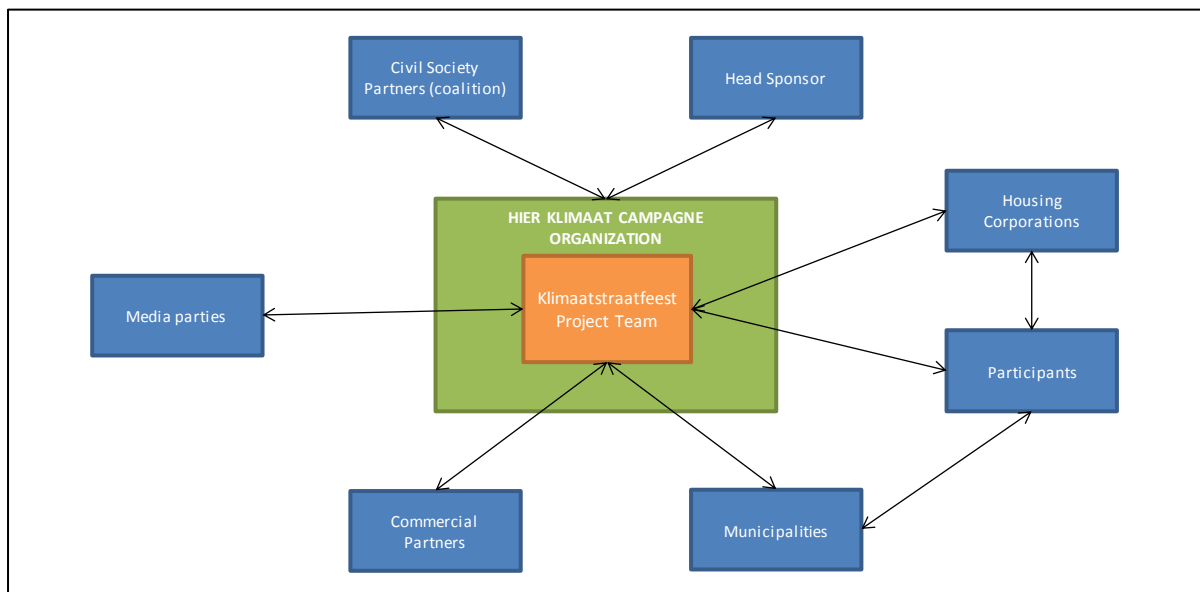 Civil Society
Partners (coalition)
Head Sponsor
HIER KLIMAAT CAMPAGNE
ORGANIZATION
Housing
Corporations
Klimaatstraatfeest
Project Team
Media parties
Participants
Commercial
Partners
Municipalities